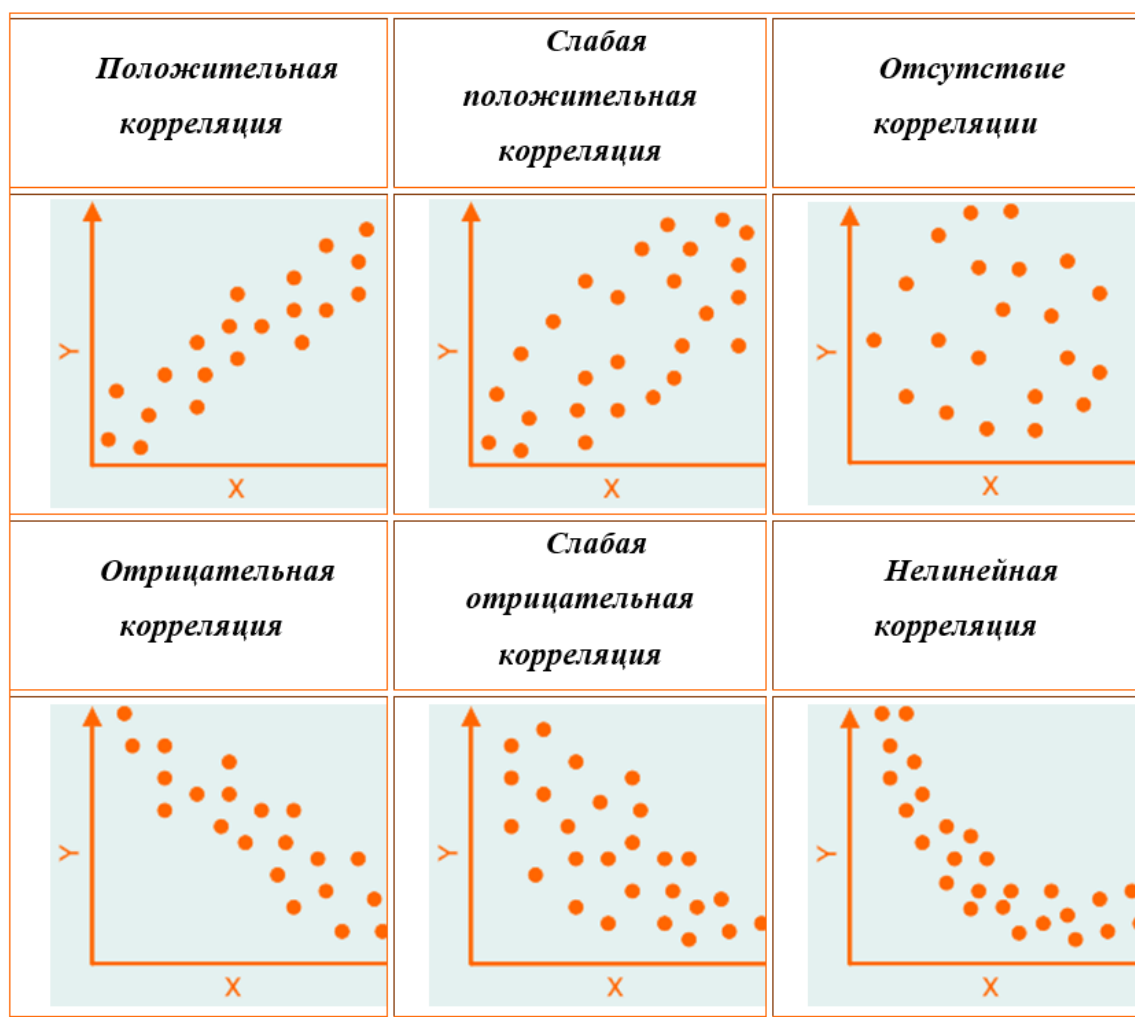 Положительная
корреляция
Слабая
положительная
корреляция
Отсутствие
корреляции
Y
X
Y
X
Y
X
Отрицательная
корреляция
Слабая
отрицательная
корреляция
Нелинейная
корреляция
Y
X
Y
X
Y
X